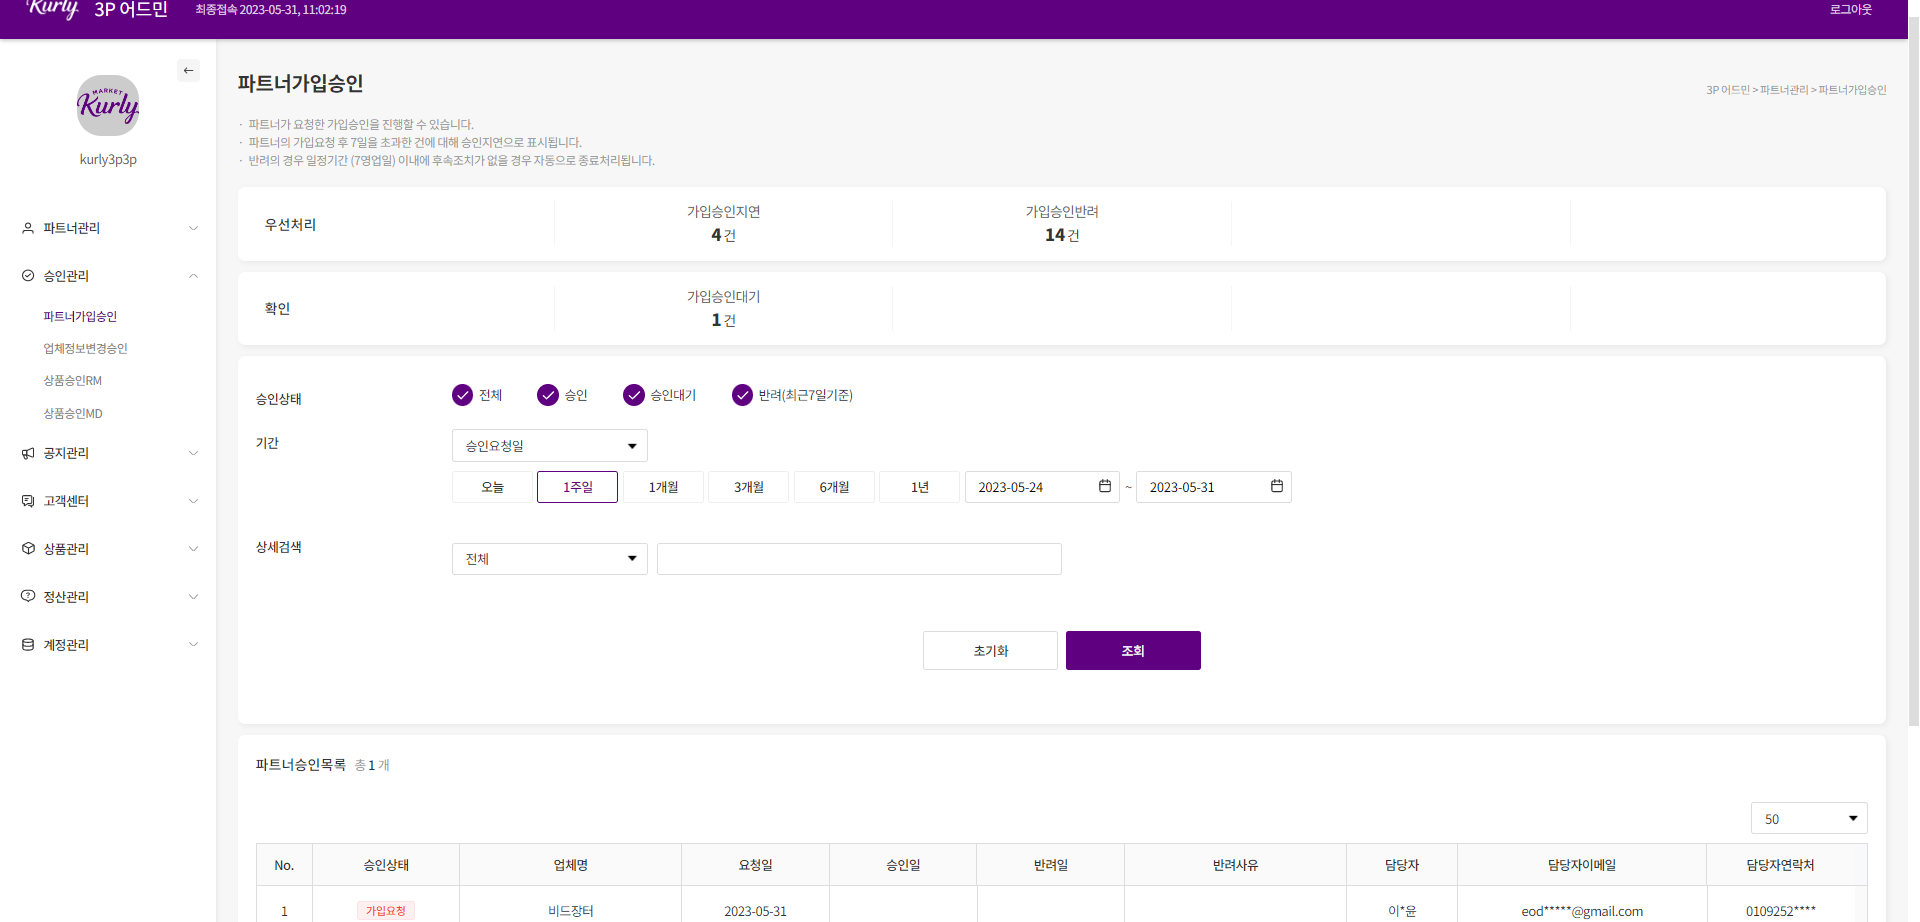 Kurly 3P 어드민 최종접속 2023-05-31, 11:02:19 로그아웃
MARKET
Kurly
kurly3p3p
파트너관리
승인관리
파트너가입승인
업체정보변경승인
상품승인RM
상품승인MD
공지관리
고객센터
상품관리
정산관리
계정관리
파트너가입승인
3P 어드민 > 파트너관리 > 파트너가입승인
· 파트너가 요청한 가입승인을 진행할 수 있습니다.
· 파트너의 가입요청 후 7일을 초과한 건에 대해 승인지연으로 표시됩니다.
· 반려의 경우 일정기간 (7영업일) 이내에 후속조치가 없을 경우 자동으로 종료처리됩니다.
우선처리
가입승인지연
4 건
가입승인반려
14 건
확인
가입승인대기
1 건
승인상태 전체 승인 승인대기 반려(최근7일기준)
기간 승인요청일
오늘 1주일 1개월 3개월 6개월 1년 2023-05-24 ~ 2023-05-31
상세검색 전체
초기화 조회
파트너승인목록 총 1 개
50
No. 승인상태 업체명 요청일 승인일 반려일 반려사유 담당자 담당자이메일 담당자연락처
1 가입요청 비드장터 2023-05-31 이*윤 eod*****@gmail.com 0109252****